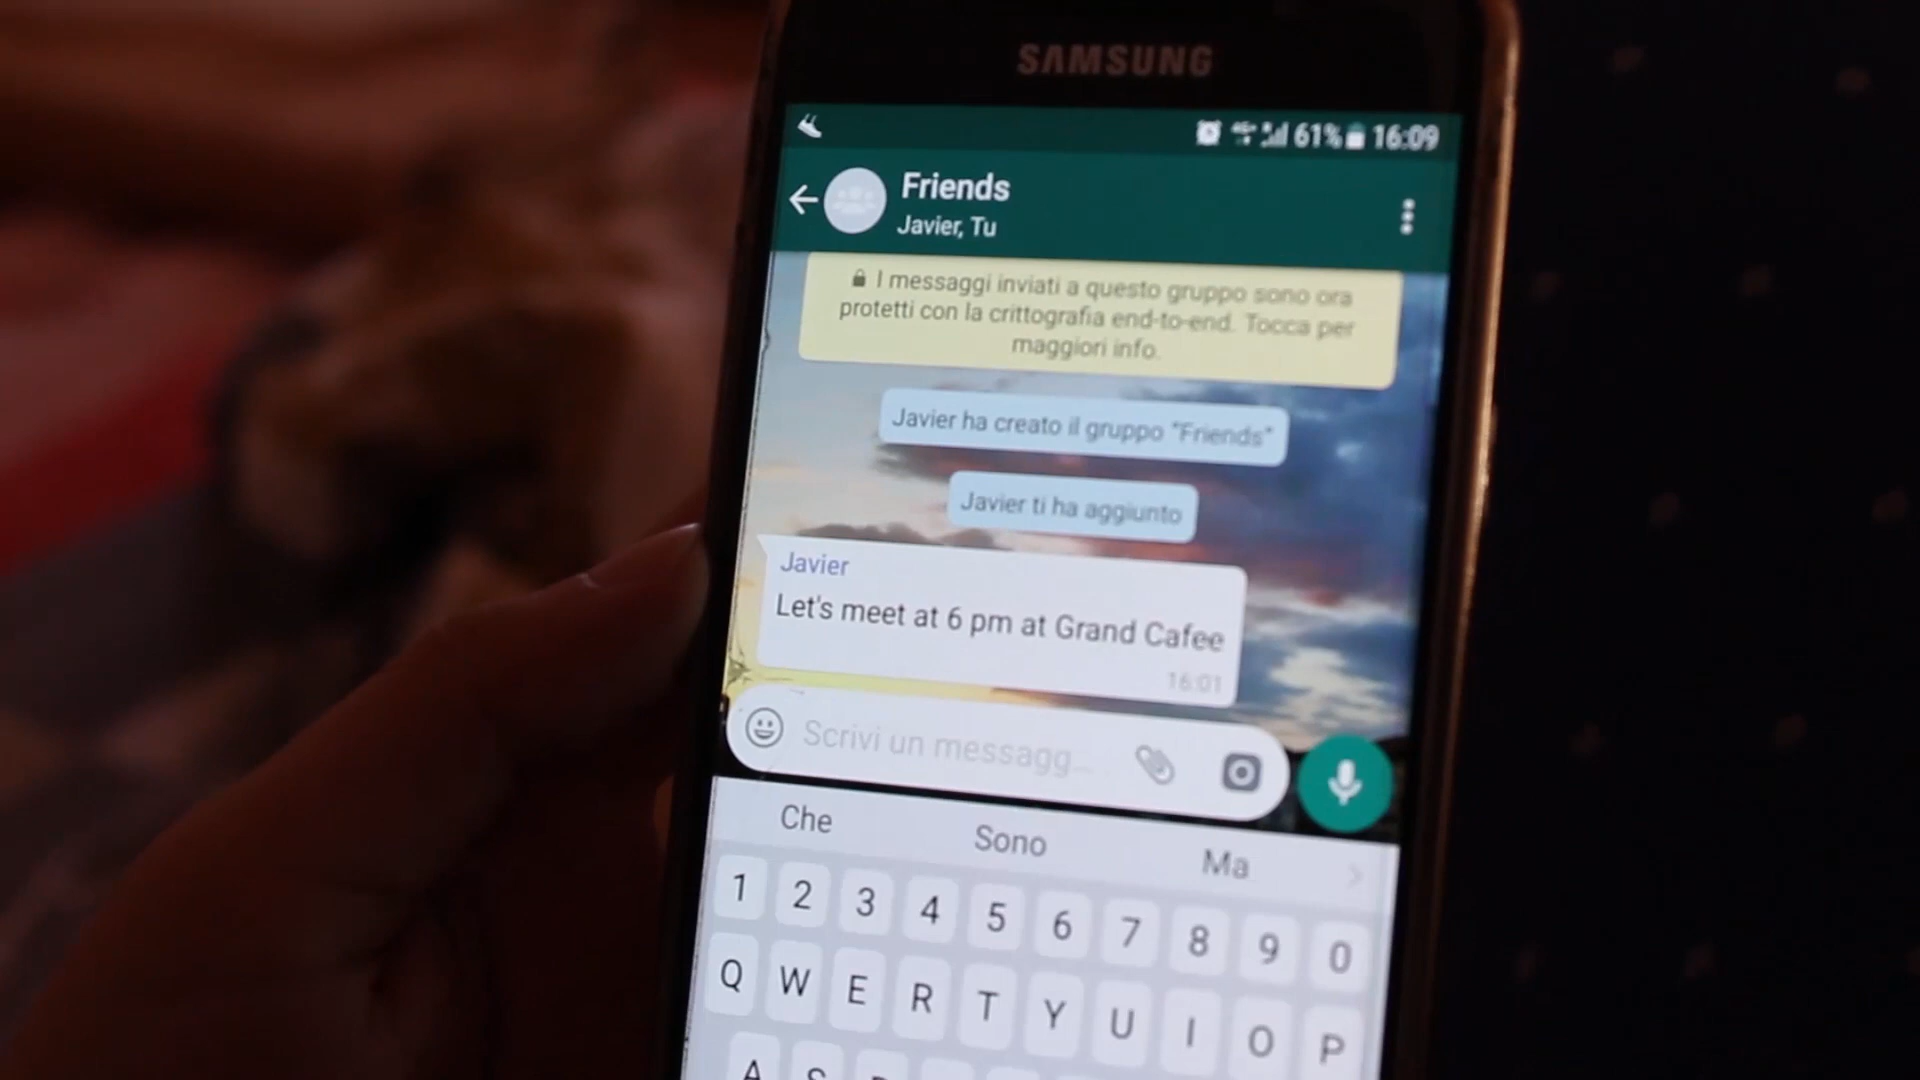 SAMSUNG
61% 16:09
Friends
Javier, Tu
I messaggi inviati a questo gruppo sono ora
protetti con la crittografia end-to-end. Tocca per
maggiori info.
Javier ha creato il gruppo "Friends"
Javier ti ha aggiunto
Javier
Let's meet at 6 pm at Grand Cafee
16:01
Scrivi un messagg...
Che Sono Ma
1 2 3 4 5 6 7 8 9 0
Q W E R T Y U I O P
A S